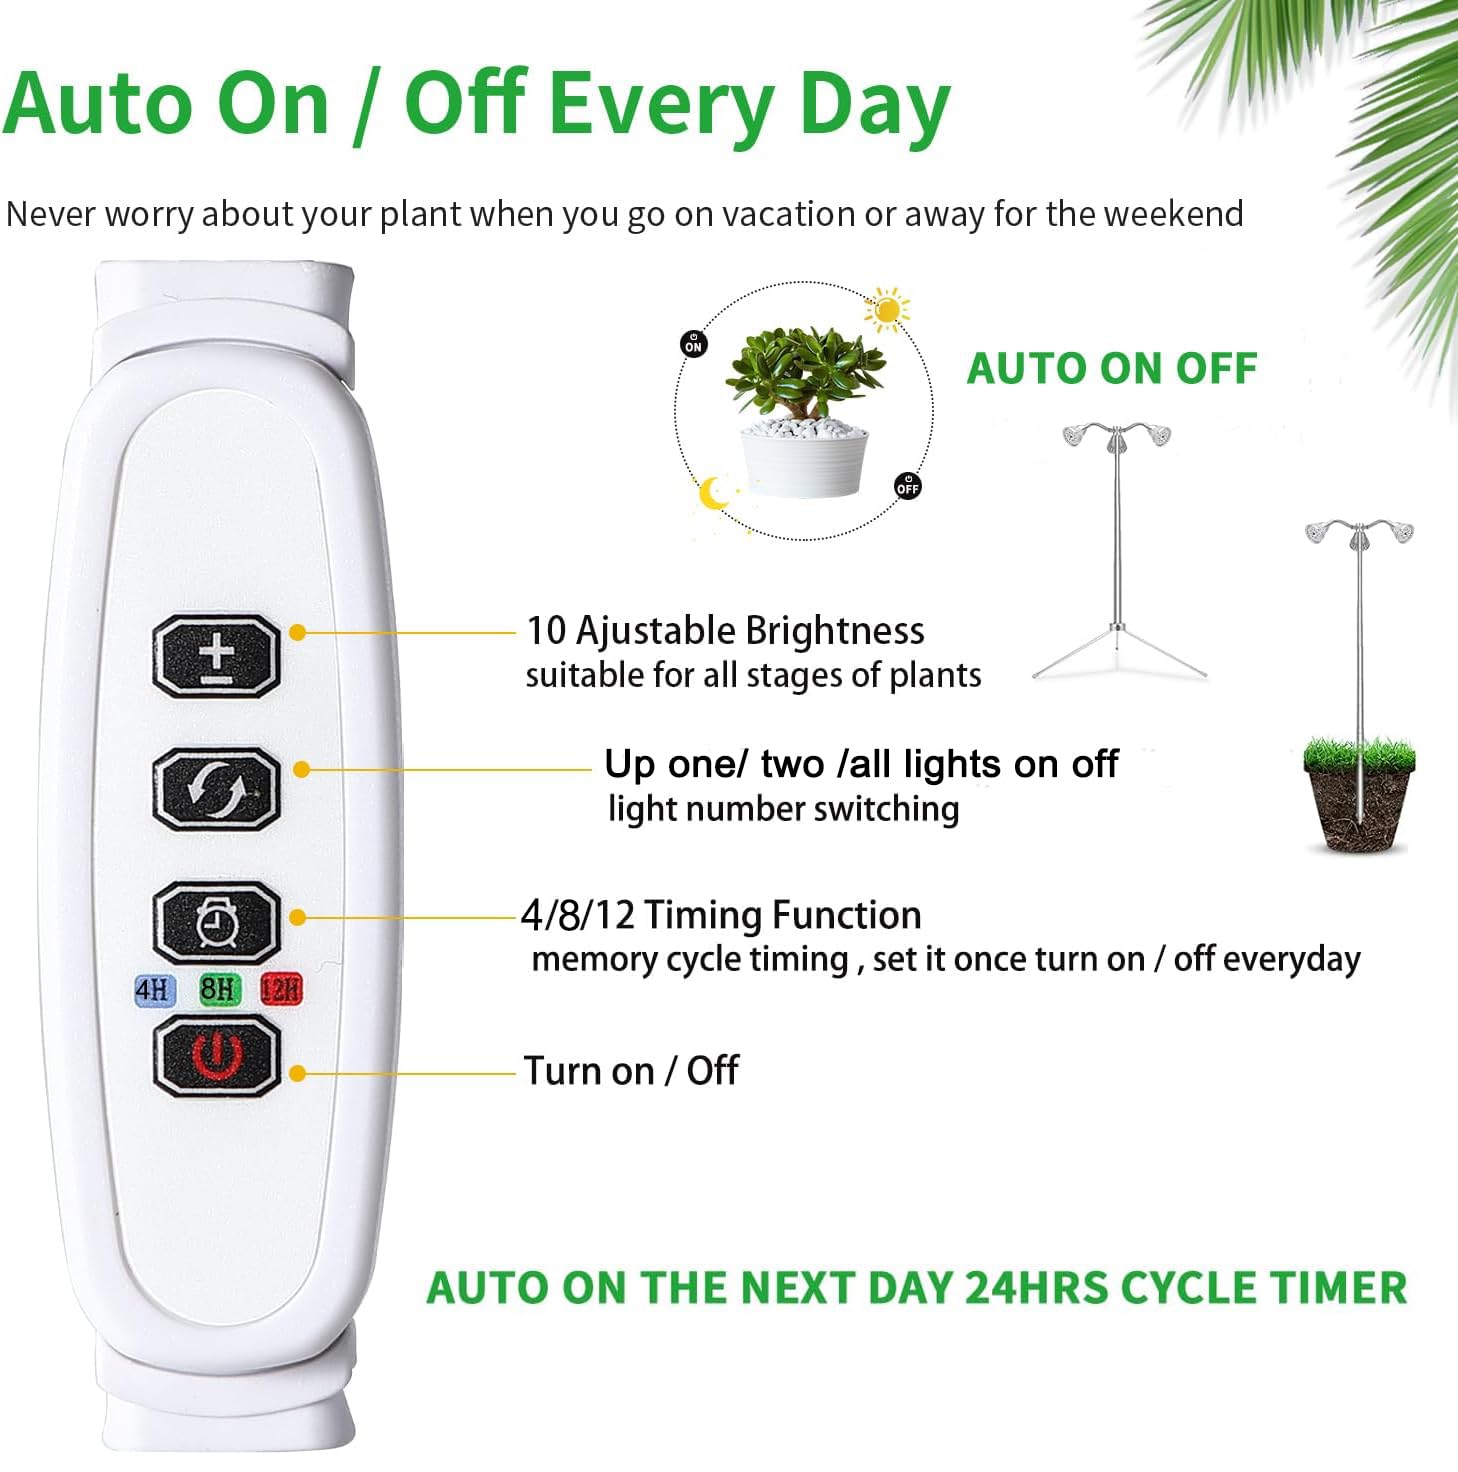 Auto On / Off Every Day
Never worry about your plant when you go on vacation or away for the weekend
ON
AUTO ON OFF
OFF
10 Ajustable Brightness
suitable for all stages of plants
Up one/ two /all lights on off
light number switching
4/8/12 Timing Function
memory cycle timing , set it once turn on / off everyday
4H 8H 12H
Turn on / Off
AUTO ON THE NEXT DAY 24HRS CYCLE TIMER